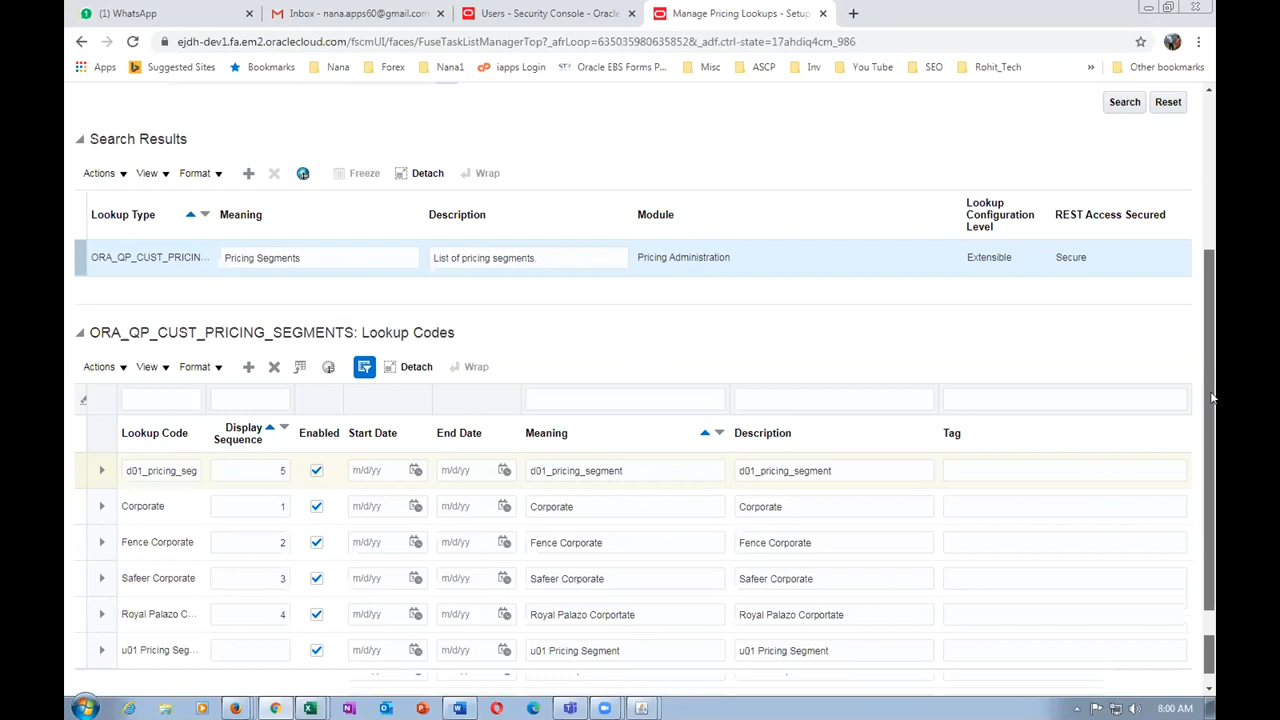 WhatsApp
Inbox - nana.apps60@gmail.com
Users - Security Console - Oracle
Manage Pricing Lookups - Setup
ejdh-dev1.fa.em2.oraclecloud.com/fscmUI/faces/FuseTaskListManagerTop?_afrLoop=6350359806358​52&_adf.ctrl-state=17ahdiq4cm_986
Apps Suggested Sites Bookmarks Nana Forex Nana1 iapps Login Oracle EBS Forms P... Misc ASCP Inv You Tube SEO Rohit_Tech » Other bookmarks
Search Reset
Search Results
Actions View Format Freeze Detach Wrap
Lookup Type Meaning Description Module Lookup Configuration Level REST Access Secured
ORA_QP_CUST_PRICIN... Pricing Segments List of pricing segments. Pricing Administration Extensible Secure
ORA_QP_CUST_PRICING_SEGMENTS: Lookup Codes
Actions View Format Detach Wrap
Lookup Code Display Sequence Enabled Start Date End Date Meaning Description Tag
d01_pricing_seg 5 m/d/yy m/d/yy d01_pricing_segment d01_pricing_segment
Corporate 1 m/d/yy m/d/yy Corporate Corporate
Fence Corporate 2 m/d/yy m/d/yy Fence Corporate Fence Corporate
Safeer Corporate 3 m/d/yy m/d/yy Safeer Corporate Safeer Corporate
Royal Palazo C... 4 m/d/yy m/d/yy Royal Palazo Corportate Royal Palazo Corportate
u01 Pricing Seg... m/d/yy m/d/yy u01 Pricing Segment u01 Pricing Segment
8:00 AM